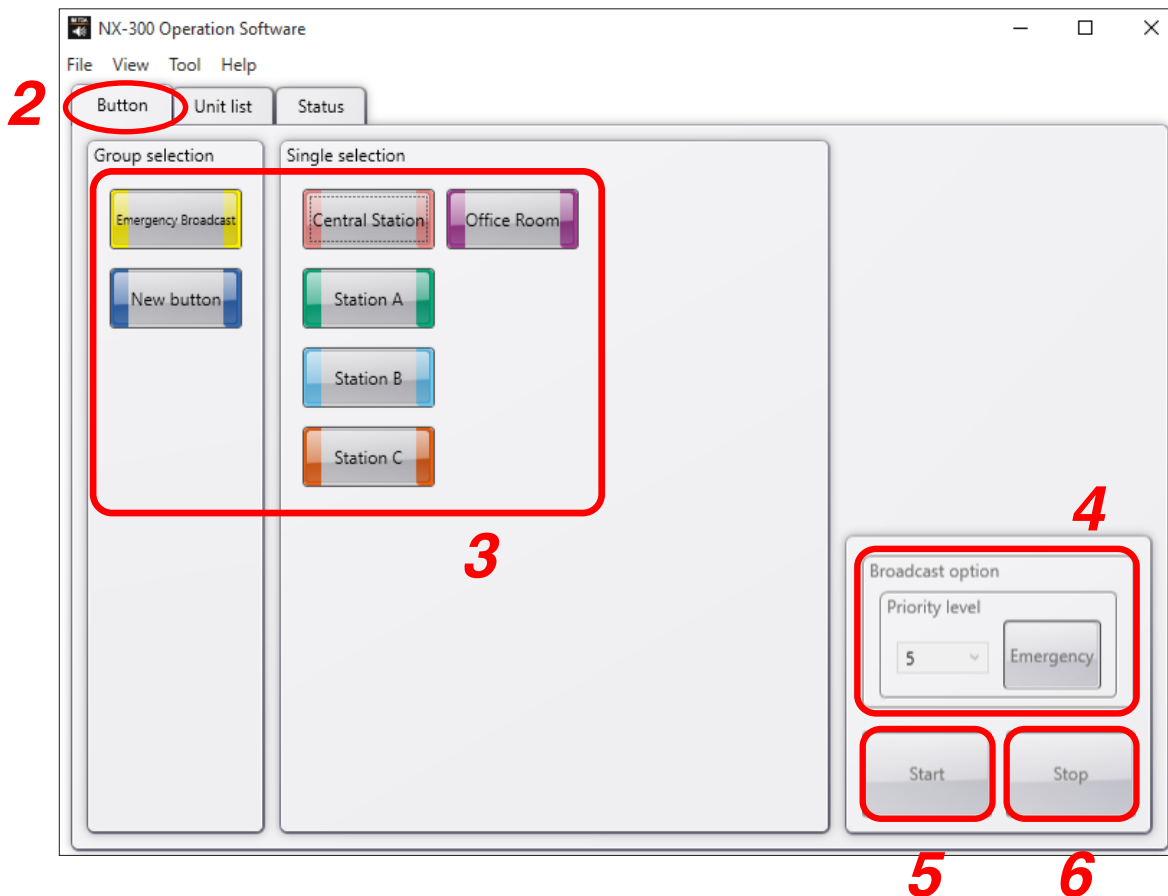 NX-300 Operation Software
File View Tool Help
2
Button Unit list Status
Group selection
Emergency Broadcast
New button
Single selection
Central Station Office Room
Station A
Station B
Station C
3
4
Broadcast option
Priority level
5 Emergency
Start Stop
5 6